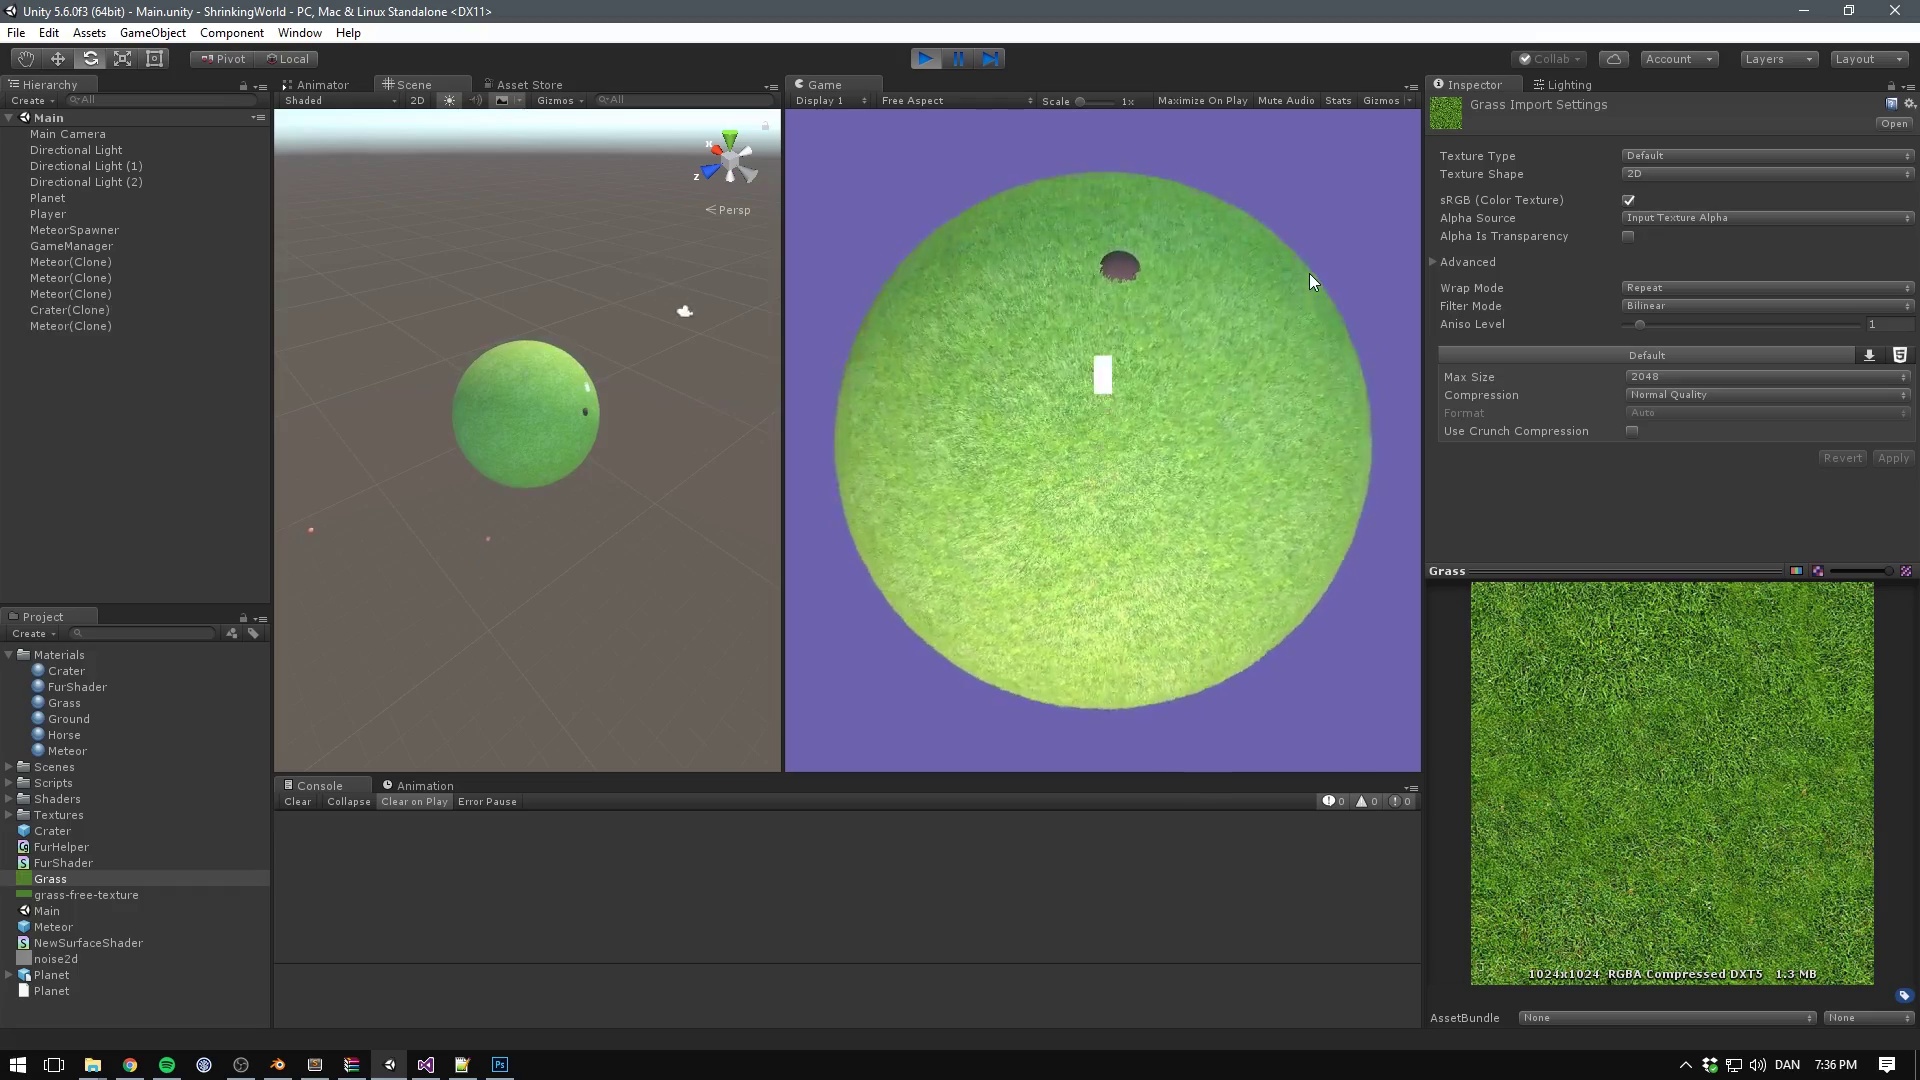 Unity 5.6.0f3 (64bit) - Main.unity - ShrinkingWorld - PC, Mac & Linux Standalone <DX11>
File Edit Assets GameObject Component Window Help
Pivot Local
Collab Account Layers Layout
Hierarchy
Create All
Main
Main Camera
Directional Light
Directional Light (1)
Directional Light (2)
Planet
Player
MeteorSpawner
GameManager
Meteor(Clone)
Meteor(Clone)
Meteor(Clone)
Crater(Clone)
Meteor(Clone)
Project
Create
Materials
Crater
FurShader
Grass
Ground
Horse
Meteor
Scenes
Scripts
Shaders
Textures
Crater
FurHelper
FurShader
Grass
grass-free-texture
Main
Meteor
NewSurfaceShader
noise2d
Planet
Planet
Animator Scene Asset Store
Shaded 2D Gizmos All
x
z
Persp
Game
Display 1 Free Aspect Scale 1x Maximize On Play Mute Audio Stats Gizmos
Console Animation
Clear Collapse Clear on Play Error Pause 0 0 0
Inspector Lighting
Grass Import Settings
Open
Texture Type Default
Texture Shape 2D
sRGB (Color Texture)
Alpha Source Input Texture Alpha
Alpha Is Transparency
Advanced
Wrap Mode Repeat
Filter Mode Bilinear
Aniso Level 1
Default
Max Size 2048
Compression Normal Quality
Format Auto
Use Crunch Compression
Revert Apply
Grass
1024x1024 RGBA Compressed DXT5 1.3 MB
AssetBundle None None
Ps
DAN 7:36 PM